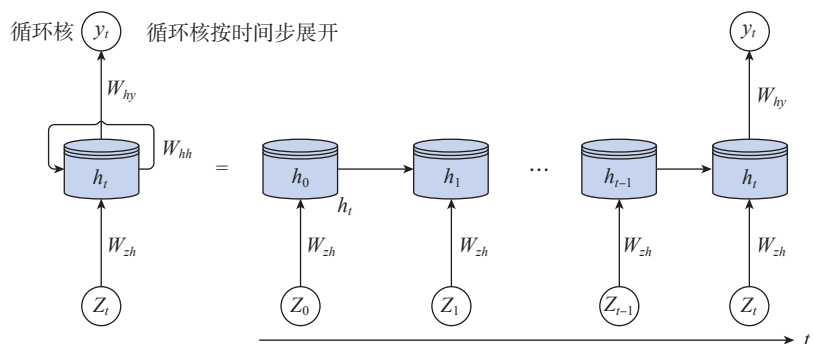 循环核 y_t 循环核按时间步展开 y_t
W_hy W_hy
W_hh
h_t = h_0 h_1 … h_{t–1} h_t
h_t
W_zh W_zh W_zh W_zh W_zh
Z_t Z_0 Z_1 Z_{t–1} Z_t
t